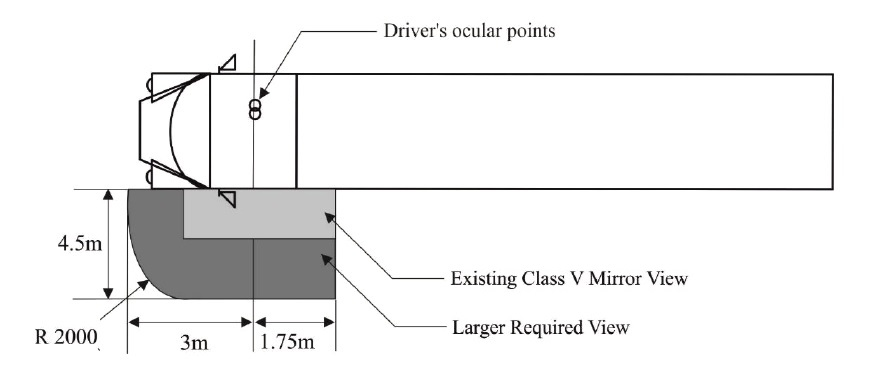 Driver's ocular points
4.5m
Existing Class V Mirror View
Larger Required View
R 2000
3m
1.75m